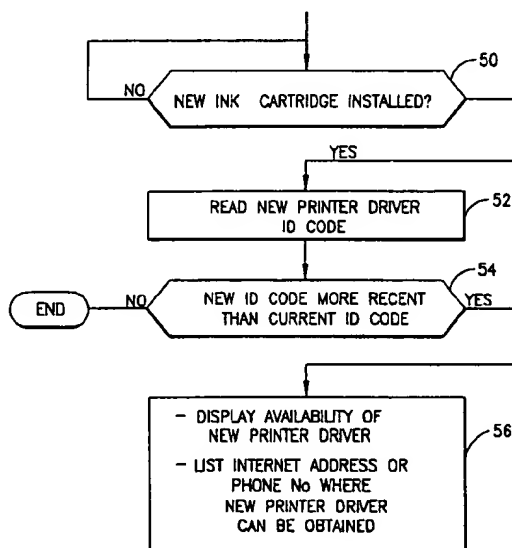 50
NO
NEW INK CARTRIDGE INSTALLED?
YES
READ NEW PRINTER DRIVER
ID CODE
52
54
END
NO
NEW ID CODE MORE RECENT
THAN CURRENT ID CODE
YES
- DISPLAY AVAILABILITY OF
NEW PRINTER DRIVER
- LIST INTERNET ADDRESS OR
PHONE No WHERE
NEW PRINTER DRIVER
CAN BE OBTAINED
56